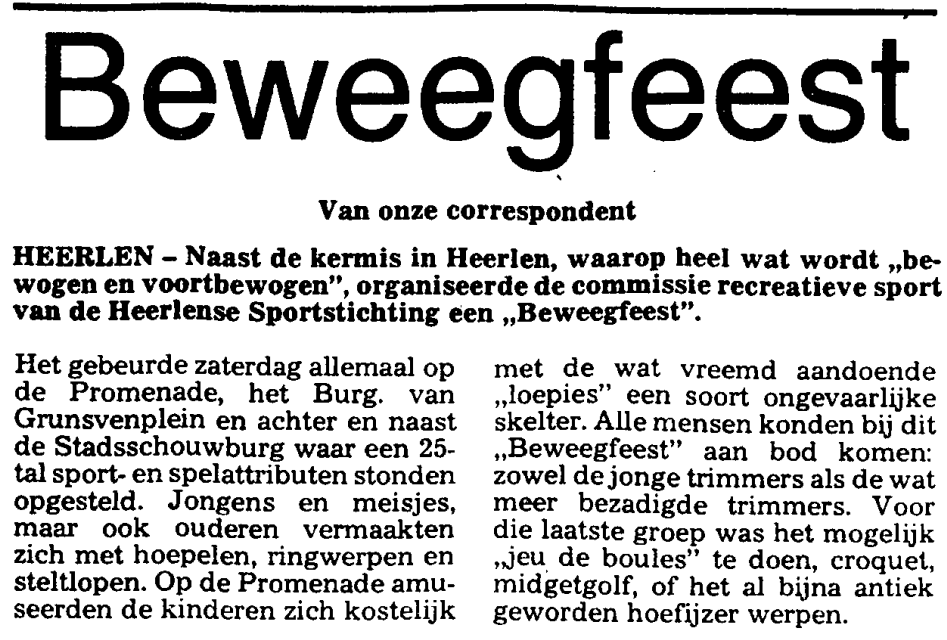 Beweegfeest
Van onze correspondent
HEERLEN – Naast de kermis in Heerlen, waarop heel wat wordt „be-
wogen en voortbewogen”, organiseerde de commissie recreatieve sport
van de Heerlense Sportstichting een „Beweegfeest”.
Het gebeurde zaterdag allemaal op
de Promenade, het Burg. van
Grunsvenplein en achter en naast
de Stadsschouwburg waar een 25-
tal sport- en spelattributen stonden
opgesteld. Jongens en meisjes,
maar ook ouderen vermaakten
zich met hoepelen, ringwerpen en
steltlopen. Op de Promenade amu-
seerden de kinderen zich kostelijk
met de wat vreemd aandoende
„loepies” een soort ongevaarlijke
skelter. Alle mensen konden bij dit
„Beweegfeest” aan bod komen:
zowel de jonge trimmers als de wat
meer bezadigde trimmers. Voor
die laatste groep was het mogelijk
„jeu de boules” te doen, croquet,
midgetgolf, of het al bijna antiek
geworden hoefijzer werpen.